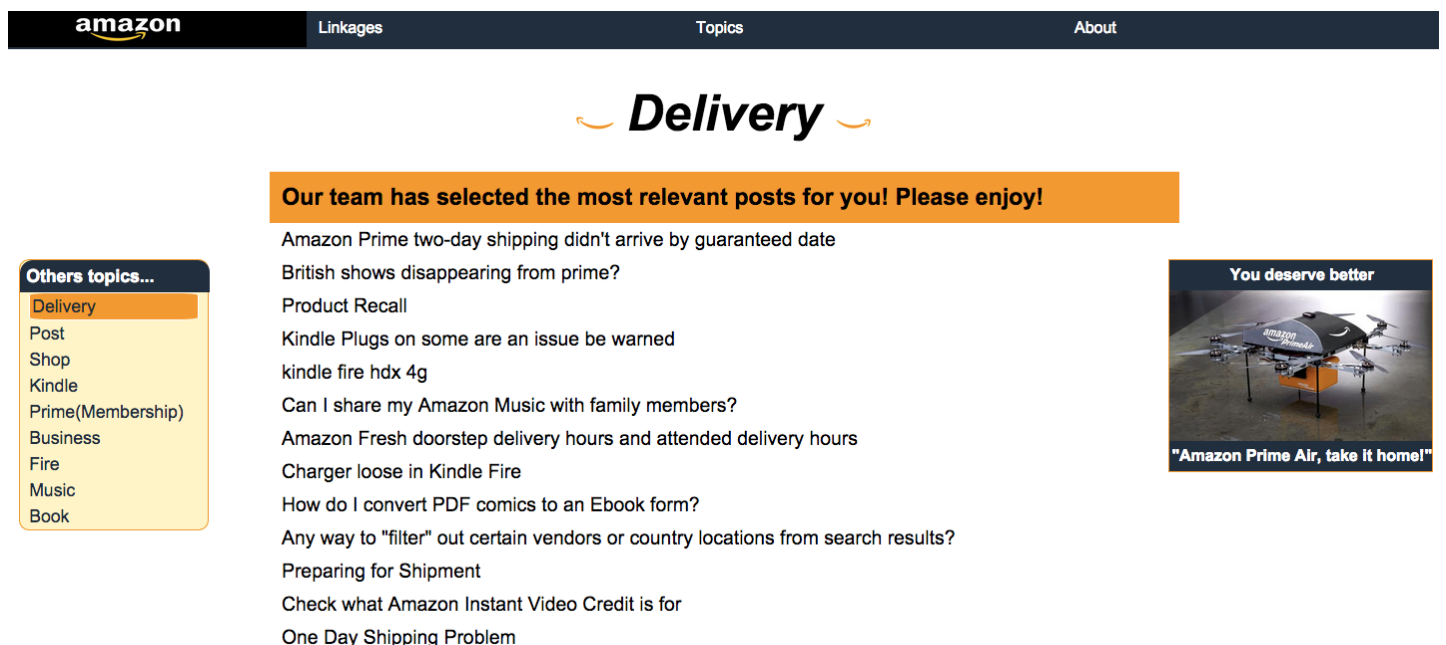 amazon
Linkages
Topics
About
Delivery
Our team has selected the most relevant posts for you! Please enjoy!
Amazon Prime two-day shipping didn't arrive by guaranteed date
British shows disappearing from prime?
Product Recall
Kindle Plugs on some are an issue be warned
kindle fire hdx 4g
Can I share my Amazon Music with family members?
Amazon Fresh doorstep delivery hours and attended delivery hours
Charger loose in Kindle Fire
How do I convert PDF comics to an Ebook form?
Any way to "filter" out certain vendors or country locations from search results?
Preparing for Shipment
Check what Amazon Instant Video Credit is for
One Day Shipping Problem
Others topics...
Delivery
Post
Shop
Kindle
Prime(Membership)
Business
Fire
Music
Book
You deserve better
amazon
PrimeAir
"Amazon Prime Air, take it home!"